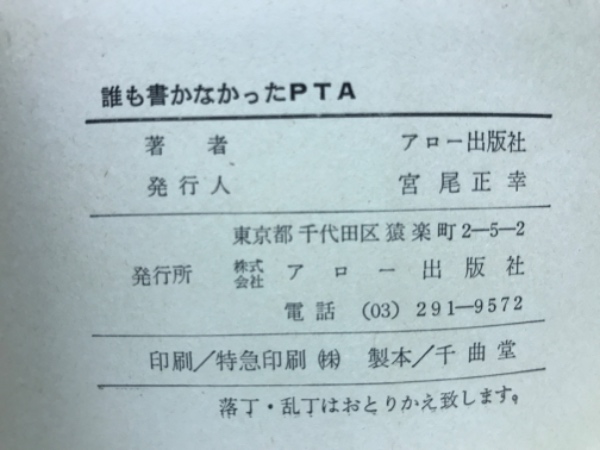 誰も書かなかったPTA
著者 アロー出版社
発行人 宮尾正幸
東京都千代田区猿楽町2―5―2
発行所 株式会社 アロー出版社
電話 (03) 291―9572
印刷/特急印刷㈱ 製本/千曲堂
落丁・乱丁はおとりかえ致します。